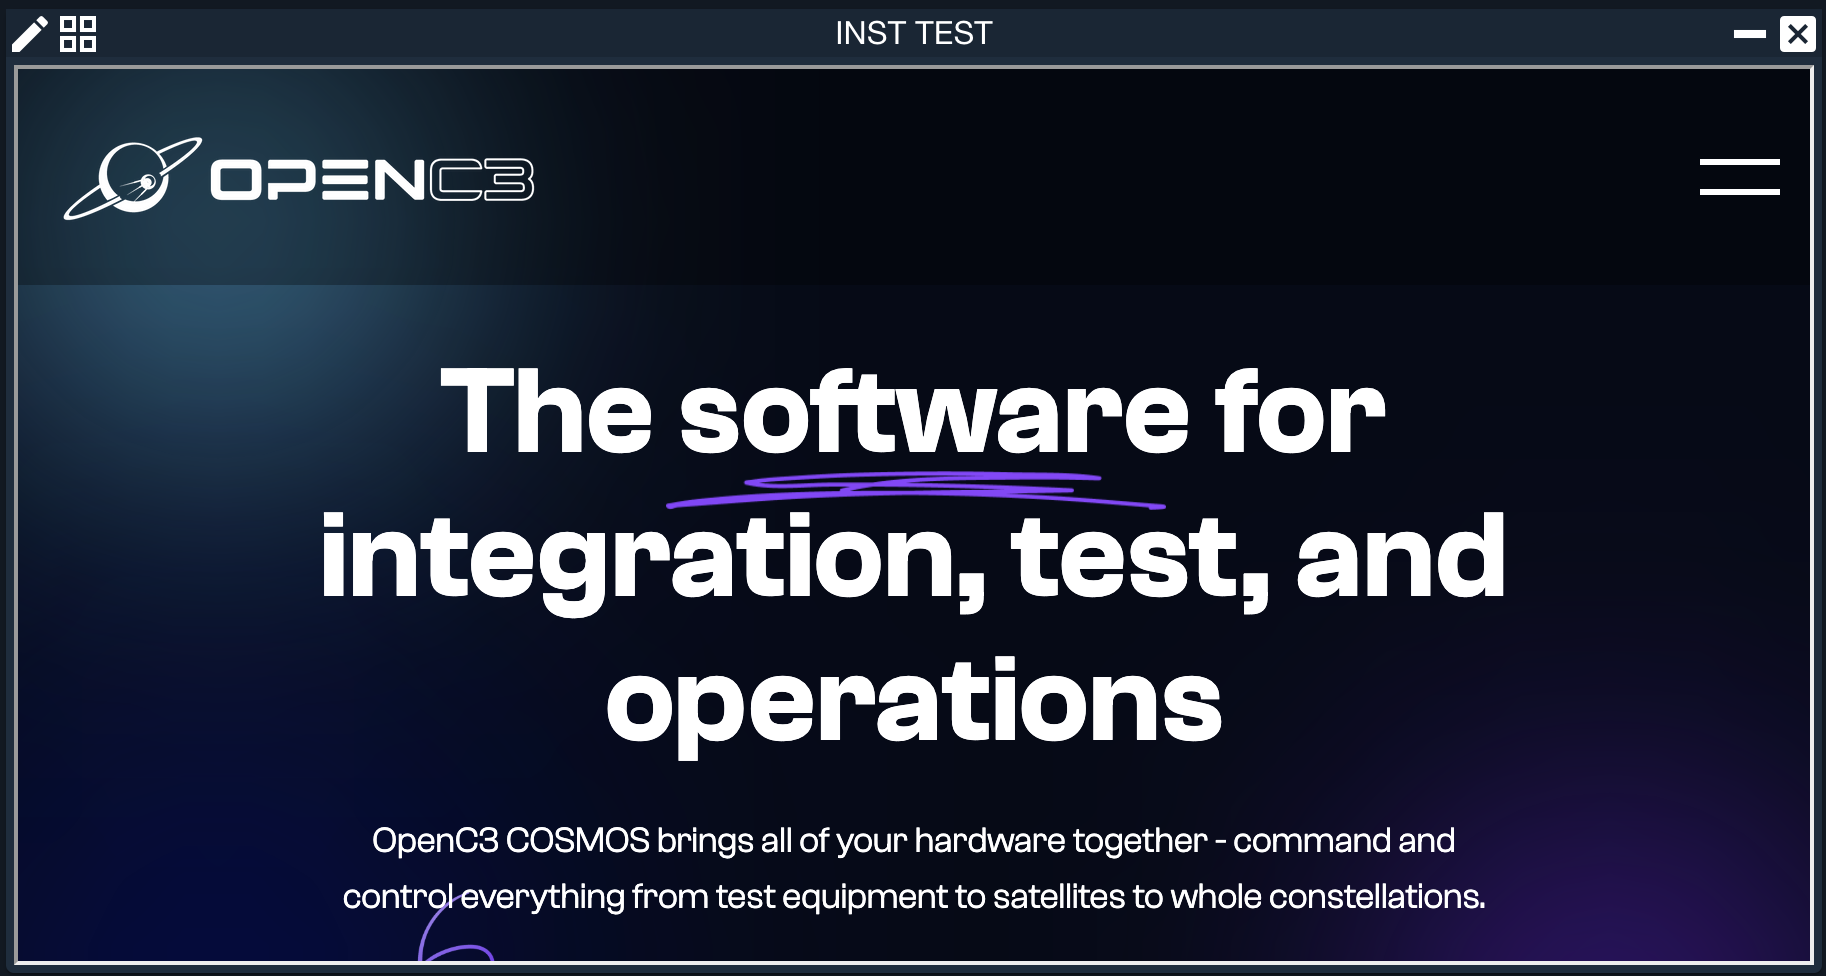 INST TEST
OPENC3
The software for
integration, test, and
operations
OpenC3 COSMOS brings all of your hardware together - command and
control everything from test equipment to satellites to whole constellations.